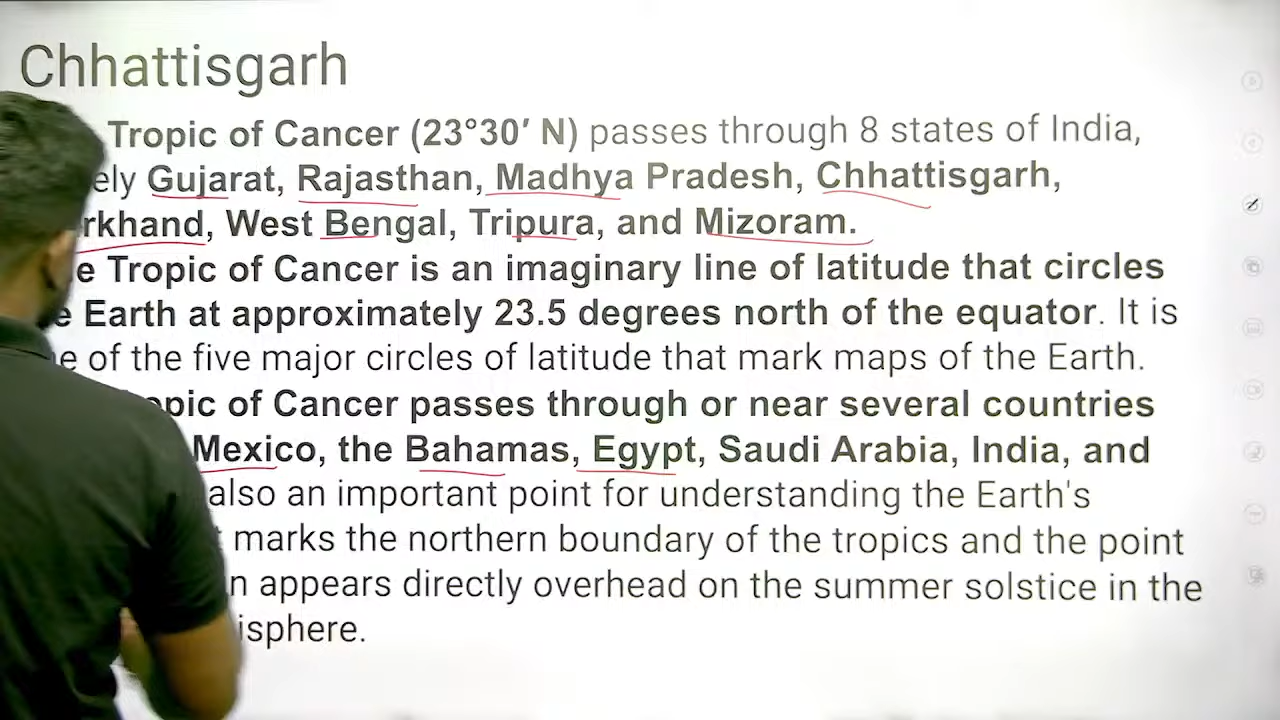 Chhattisgarh
Tropic of Cancer (23°30′ N) passes through 8 states of India,
ely Gujarat, Rajasthan, Madhya Pradesh, Chhattisgarh,
rkhand, West Bengal, Tripura, and Mizoram.
e Tropic of Cancer is an imaginary line of latitude that circles
e Earth at approximately 23.5 degrees north of the equator. It is
e of the five major circles of latitude that mark maps of the Earth.
opic of Cancer passes through or near several countries
Mexico, the Bahamas, Egypt, Saudi Arabia, India, and
also an important point for understanding the Earth's
marks the northern boundary of the tropics and the point
n appears directly overhead on the summer solstice in the
isphere.